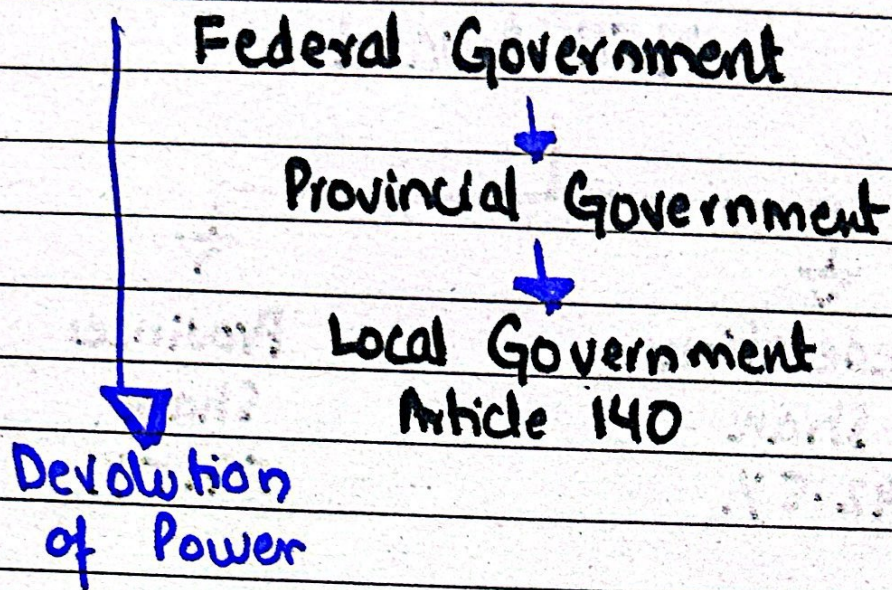 Federal Government
Provincial Government
Local Government
Article 140
Devolution
of Power